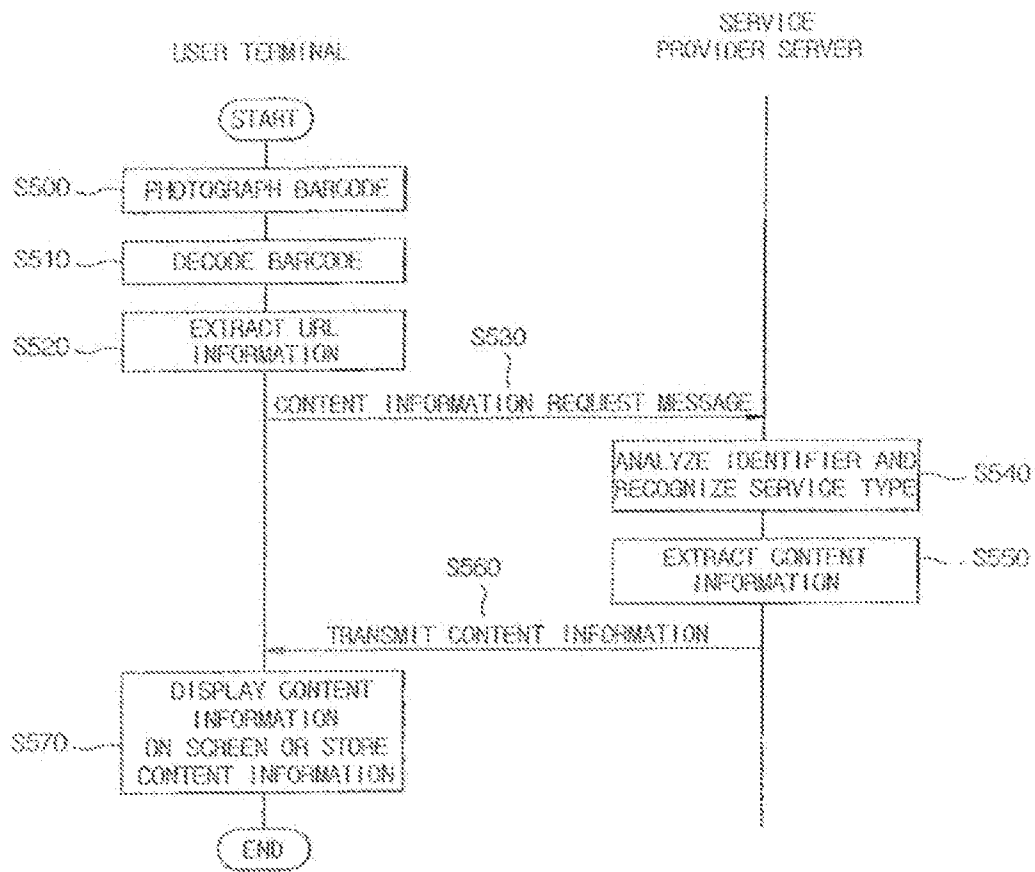 USER TERMINAL
SERVICE
PROVIDER SERVER
START
S500
PHOTOGRAPH BARCODE
S510
DECODE BARCODE
S520
EXTRACT URL
INFORMATION
S530
CONTENT INFORMATION REQUEST MESSAGE
ANALYZE IDENTIFIER AND
RECOGNIZE SERVICE TYPE
S540
EXTRACT CONTENT
INFORMATION
S550
S560
TRANSMIT CONTENT INFORMATION
S570
DISPLAY CONTENT
INFORMATION
ON SCREEN OR STORE
CONTENT INFORMATION
END